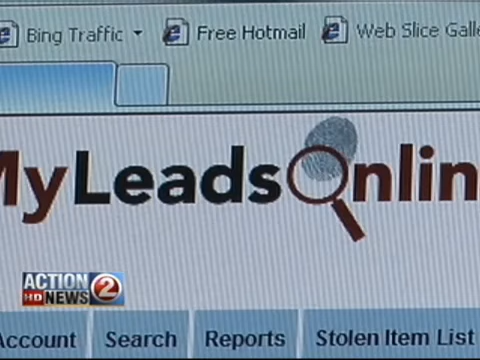 Bing Traffic Free Hotmail Web Slice Galle
MyLeadsOnlin
ACTION 2
HD NEWS
Account Search Reports Stolen Item List